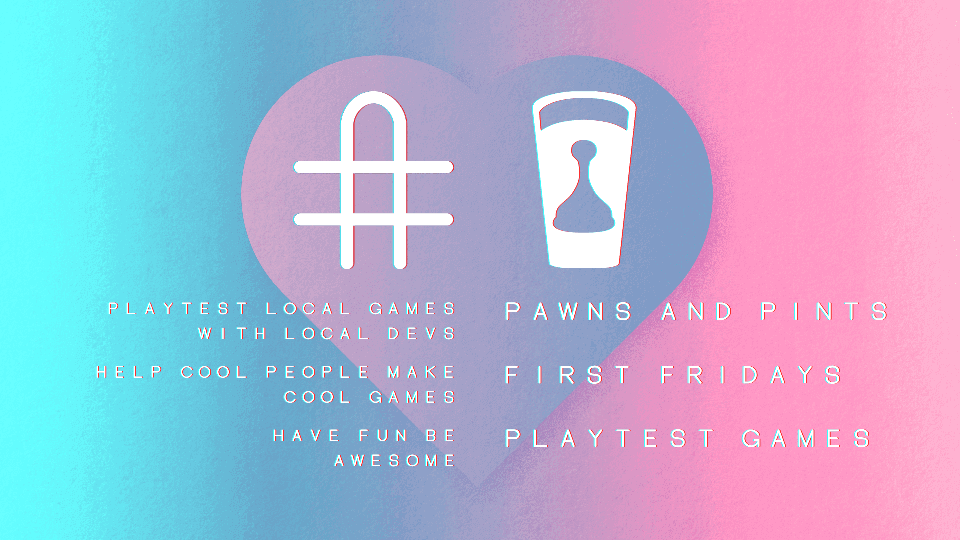 PLAYTEST LOCAL GAMES
WITH LOCAL DEVS
HELP COOL PEOPLE MAKE
COOL GAMES
HAVE FUN BE
AWESOME
PAWNS AND PINTS
FIRST FRIDAYS
PLAYTEST GAMES